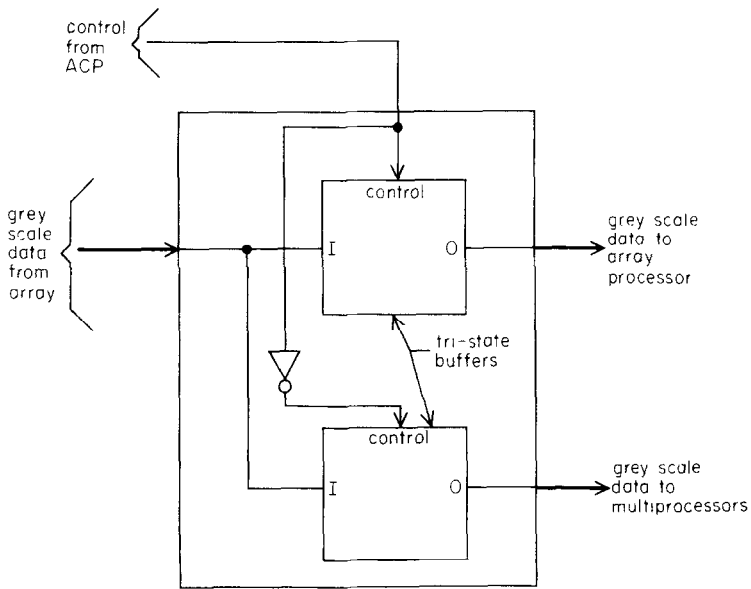 control
from
ACP
control
grey
scale
data
from
array
I
O
grey scale
data to
array
processor
tri-state
buffers
control
I
O
grey scale
data to
multiprocessors